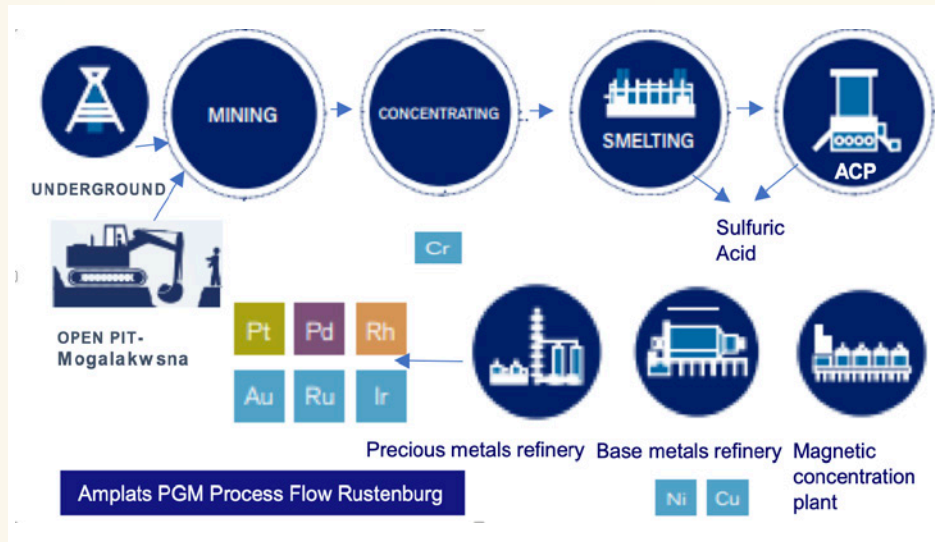 MINING
CONCENTRATING
SMELTING
ACP
UNDERGROUND
Sulfuric
Acid
Cr
OPEN PIT-
Mogalakwsna
Pt Pd Rh
Au Ru Ir
Precious metals refinery
Base metals refinery
Magnetic
concentration
plant
Ni Cu
Amplats PGM Process Flow Rustenburg